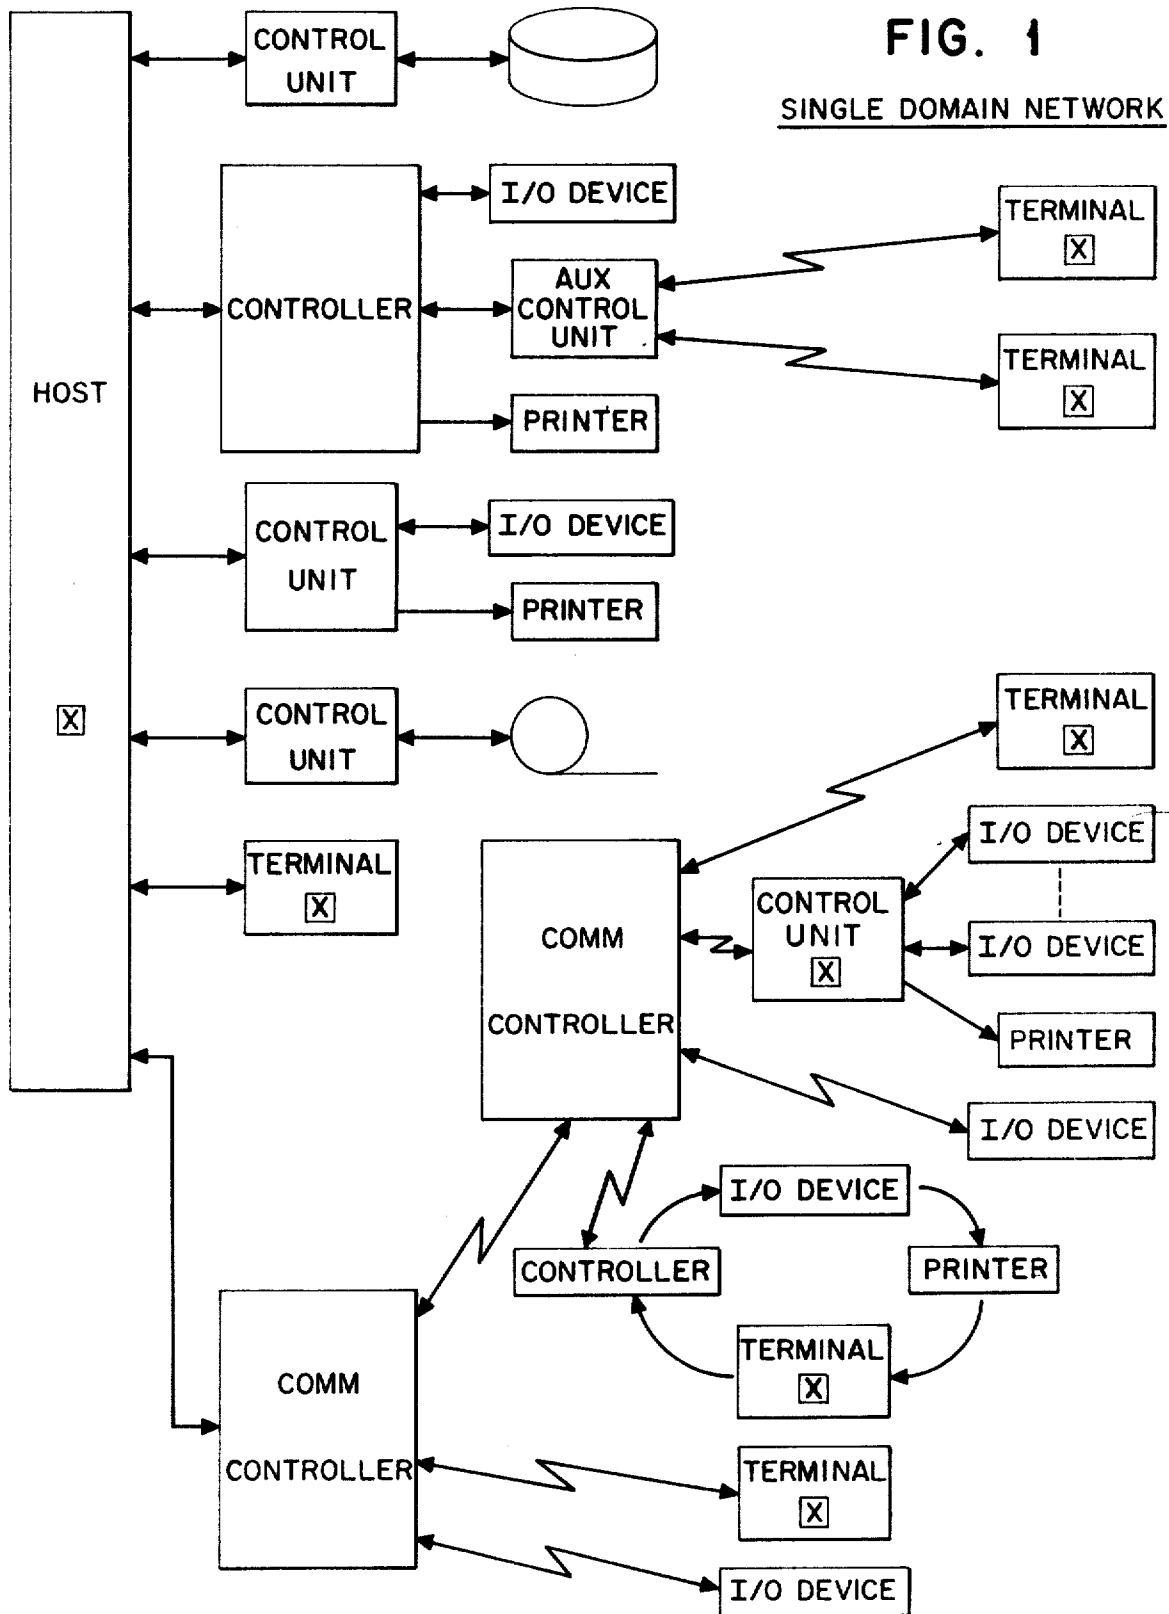 FIG. 1
SINGLE DOMAIN NETWORK
HOST
X
CONTROL
UNIT
CONTROLLER
I/O DEVICE
AUX
CONTROL
UNIT
PRINTER
TERMINAL
X
TERMINAL
X
CONTROL
UNIT
I/O DEVICE
PRINTER
CONTROL
UNIT
TERMINAL
X
COMM
CONTROLLER
TERMINAL
X
CONTROL
UNIT
X
I/O DEVICE
I/O DEVICE
PRINTER
I/O DEVICE
CONTROLLER
I/O DEVICE
PRINTER
TERMINAL
X
COMM
CONTROLLER
TERMINAL
X
I/O DEVICE